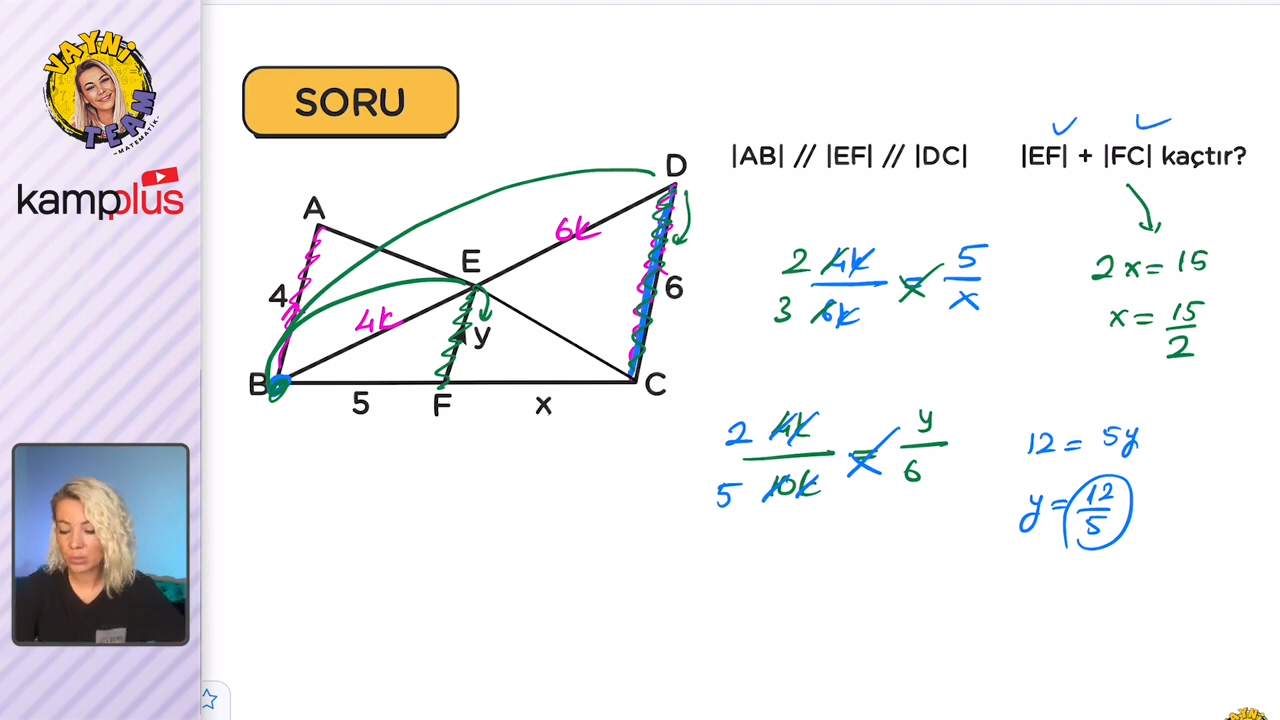 VAYNİ
TEAM
-MATEMATİK-
kampplus
SORU
|AB| // |EF| // |DC|
|EF| + |FC| kaçtır?
A
D
E
B
F
C
4
4k
6k
6
y
5
x
2 4k / 3 6k = 5 / x
2x = 15
x = 15/2
2 4k / 5 10k = y / 6
12 = 5y
y = 12/5